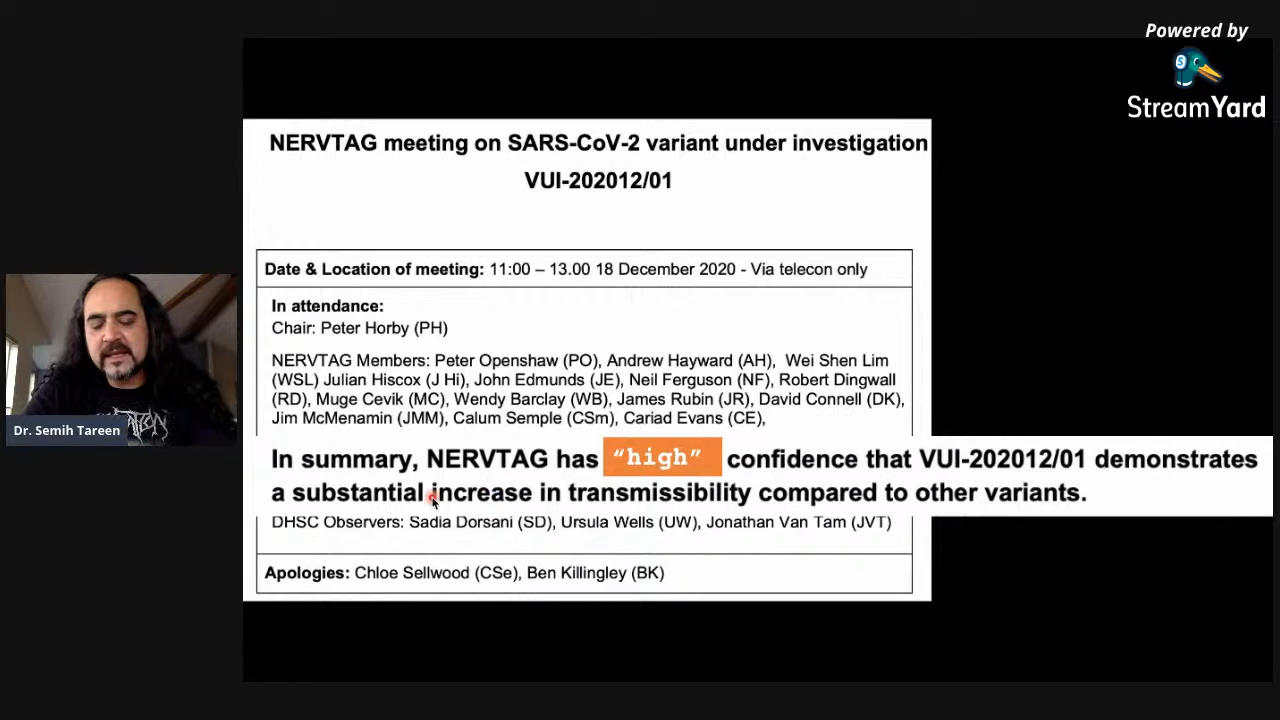 Powered by
StreamYard
NERVTAG meeting on SARS-CoV-2 variant under investigation
VUI-202012/01
Date & Location of meeting: 11:00 – 13.00 18 December 2020 - Via telecon only
In attendance:
Chair: Peter Horby (PH)
NERVTAG Members: Peter Openshaw (PO), Andrew Hayward (AH), Wei Shen Lim
(WSL) Julian Hiscox (J Hi), John Edmunds (JE), Neil Ferguson (NF), Robert Dingwall
(RD), Muge Cevik (MC), Wendy Barclay (WB), James Rubin (JR), David Connell (DK),
Jim McMenamin (JMM), Calum Semple (CSm), Cariad Evans (CE),
In summary, NERVTAG has “high” confidence that VUI-202012/01 demonstrates
a substantial increase in transmissibility compared to other variants.
DHSC Observers: Sadia Dorsani (SD), Ursula Wells (UW), Jonathan Van Tam (JVT)
Apologies: Chloe Sellwood (CSe), Ben Killingley (BK)
Dr. Semih Tareen